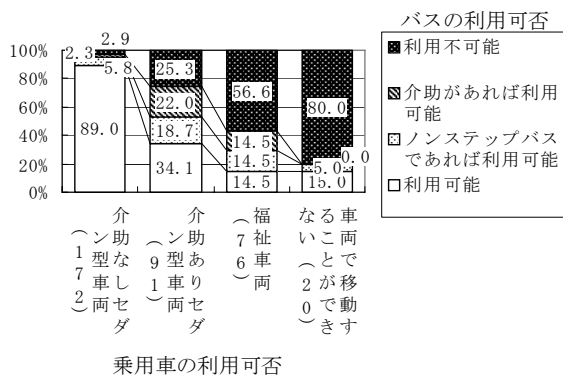 バスの利用可否
利用不可能
介助があれば利用
可能
ノンステップバス
であれば利用可能
利用可能
100%
80%
60%
40%
20%
0%
2.9
2.3
5.8
89.0
25.3
22.0
18.7
34.1
56.6
14.5
14.5
14.5
80.0
0.0
5.0
15.0
介助なしセダ
ン型車両
(172)
介助ありセダ
ン型車両
(91)
福祉車両
(76)
車両で移動す
ることができ
ない(20)
乗用車の利用可否